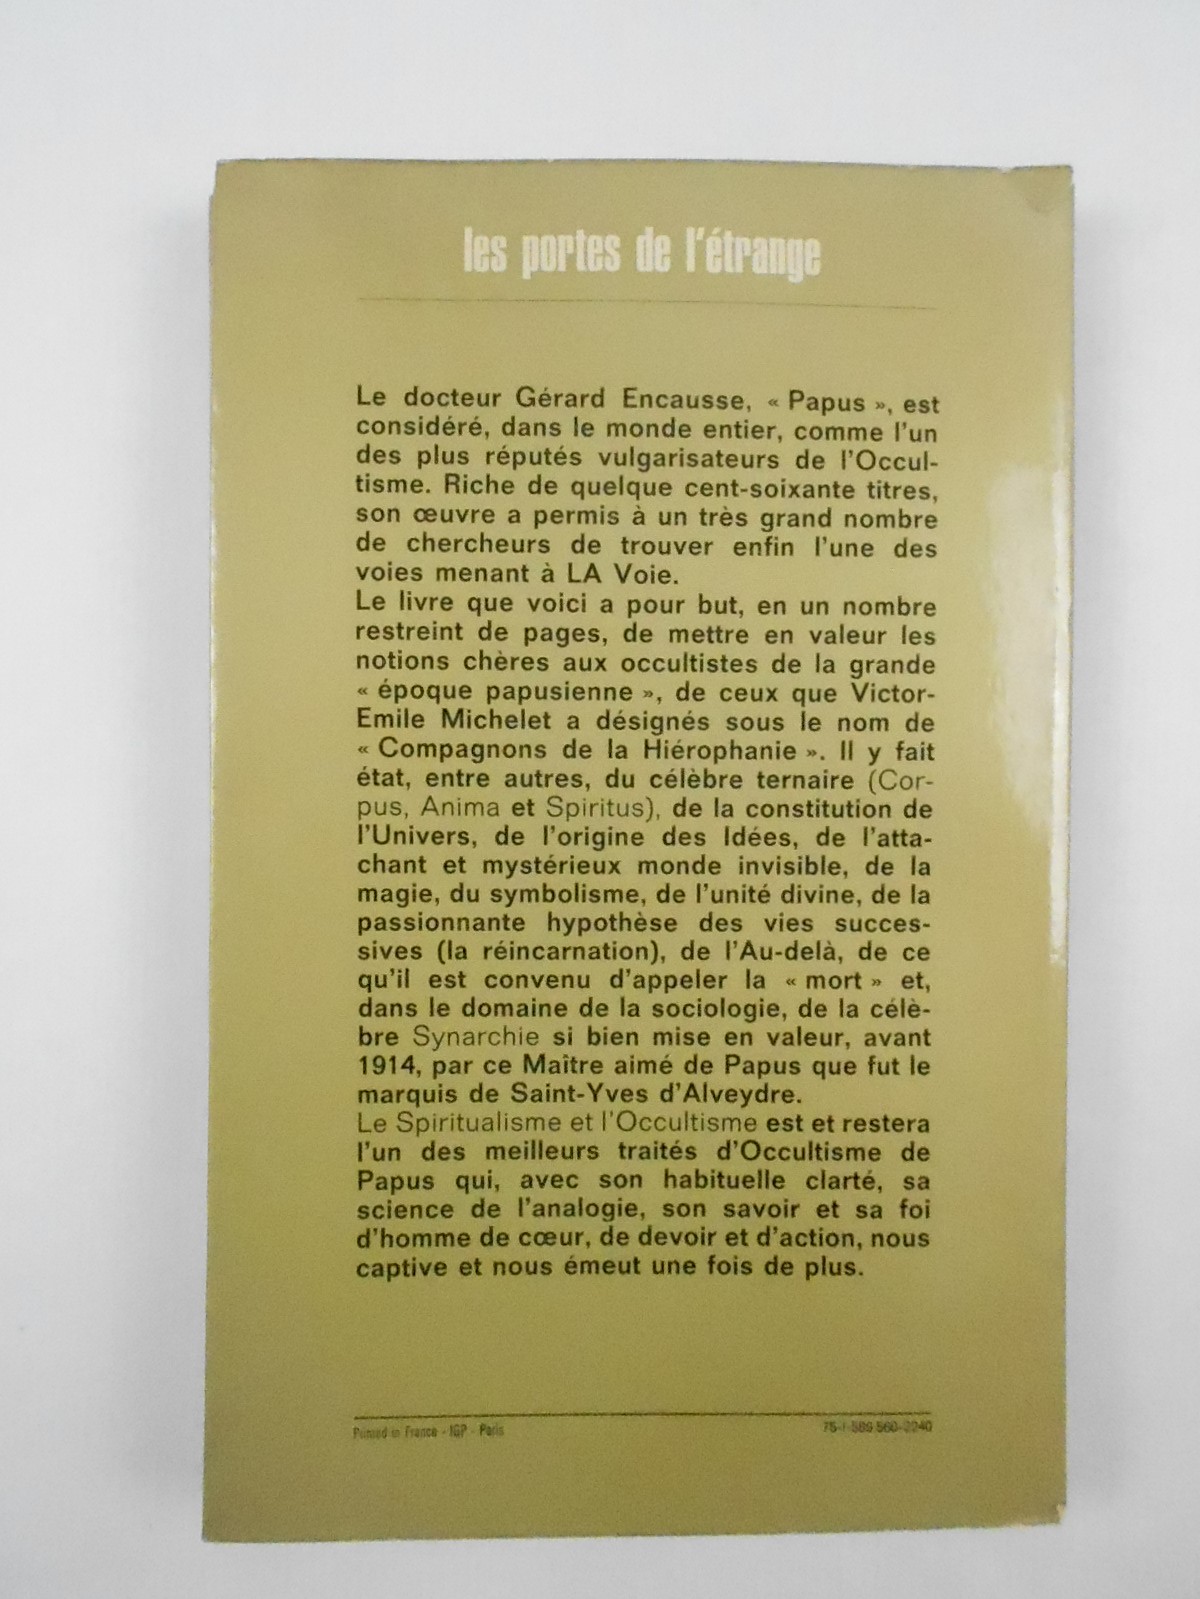 les portes de l'étrange
Le docteur Gérard Encausse, « Papus », est
considéré, dans le monde entier, comme l'un
des plus réputés vulgarisateurs de l'Occul-
tisme. Riche de quelque cent-soixante titres,
son œuvre a permis à un très grand nombre
de chercheurs de trouver enfin l'une des
voies menant à LA Voie.
Le livre que voici a pour but, en un nombre
restreint de pages, de mettre en valeur les
notions chères aux occultistes de la grande
« époque papusienne », de ceux que Victor-
Emile Michelet a désignés sous le nom de
« Compagnons de la Hiérophanie ». Il y fait
état, entre autres, du célèbre ternaire (Cor-
pus, Anima et Spiritus), de la constitution de
l'Univers, de l'origine des Idées, de l'atta-
chant et mystérieux monde invisible, de la
magie, du symbolisme, de l'unité divine, de la
passionnante hypothèse des vies succes-
sives (la réincarnation), de l'Au-delà, de ce
qu'il est convenu d'appeler la « mort » et,
dans le domaine de la sociologie, de la célè-
bre Synarchie si bien mise en valeur, avant
1914, par ce Maître aimé de Papus que fut le
marquis de Saint-Yves d'Alveydre.
Le Spiritualisme et l'Occultisme est et restera
l'un des meilleurs traités d'Occultisme de
Papus qui, avec son habituelle clarté, sa
science de l'analogie, son savoir et sa foi
d'homme de cœur, de devoir et d'action, nous
captive et nous émeut une fois de plus.
Printed in France - IGP - Paris